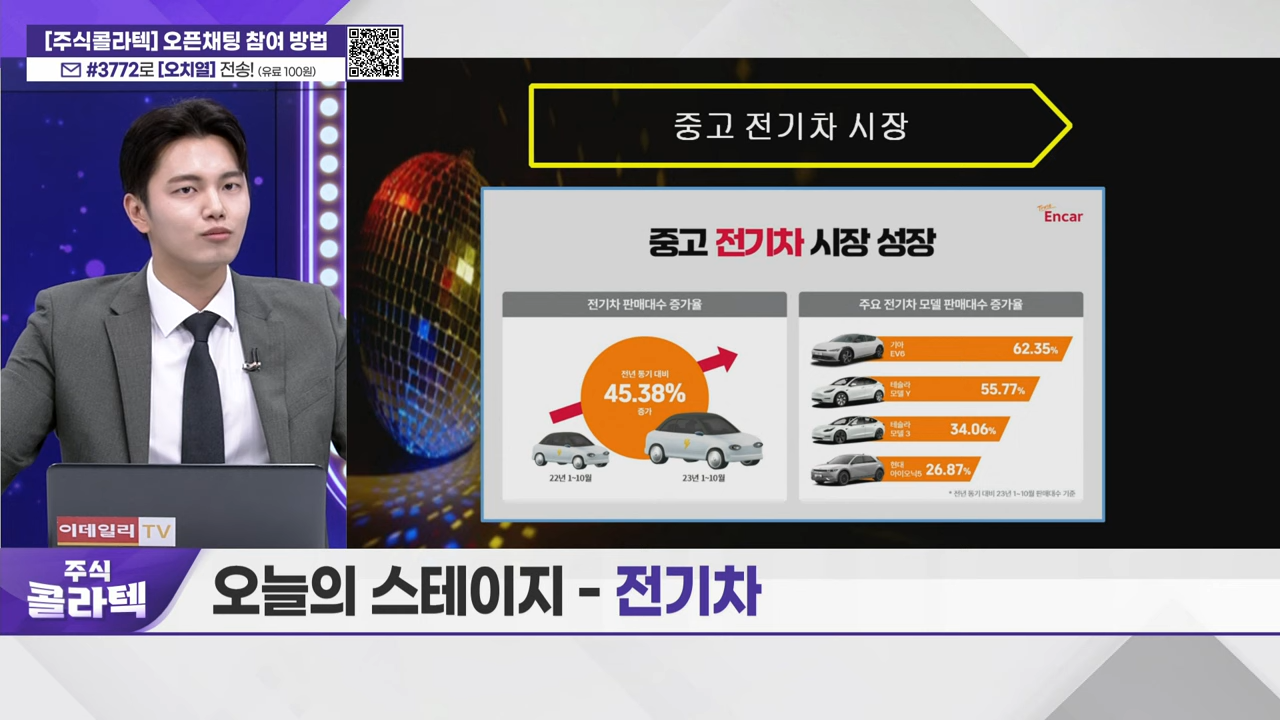 [주식콜라텍] 오픈채팅 참여 방법
#3772로 [오치열] 전송! (유료 100원)
중고 전기차 시장
Encar
중고 전기차 시장 성장
전기차 판매대수 증가율
전년 동기 대비
45.38%
증가
22년 1~10월
23년 1~10월
주요 전기차 모델 판매대수 증가율
기아
EV6
62.35%
테슬라
모델 Y
55.77%
테슬라
모델 3
34.06%
현대
아이오닉5
26.87%
* 전년 동기 대비 23년 1~10월 판매대수 기준
이데일리 TV
주식
콜라텍
오늘의 스테이지 - 전기차